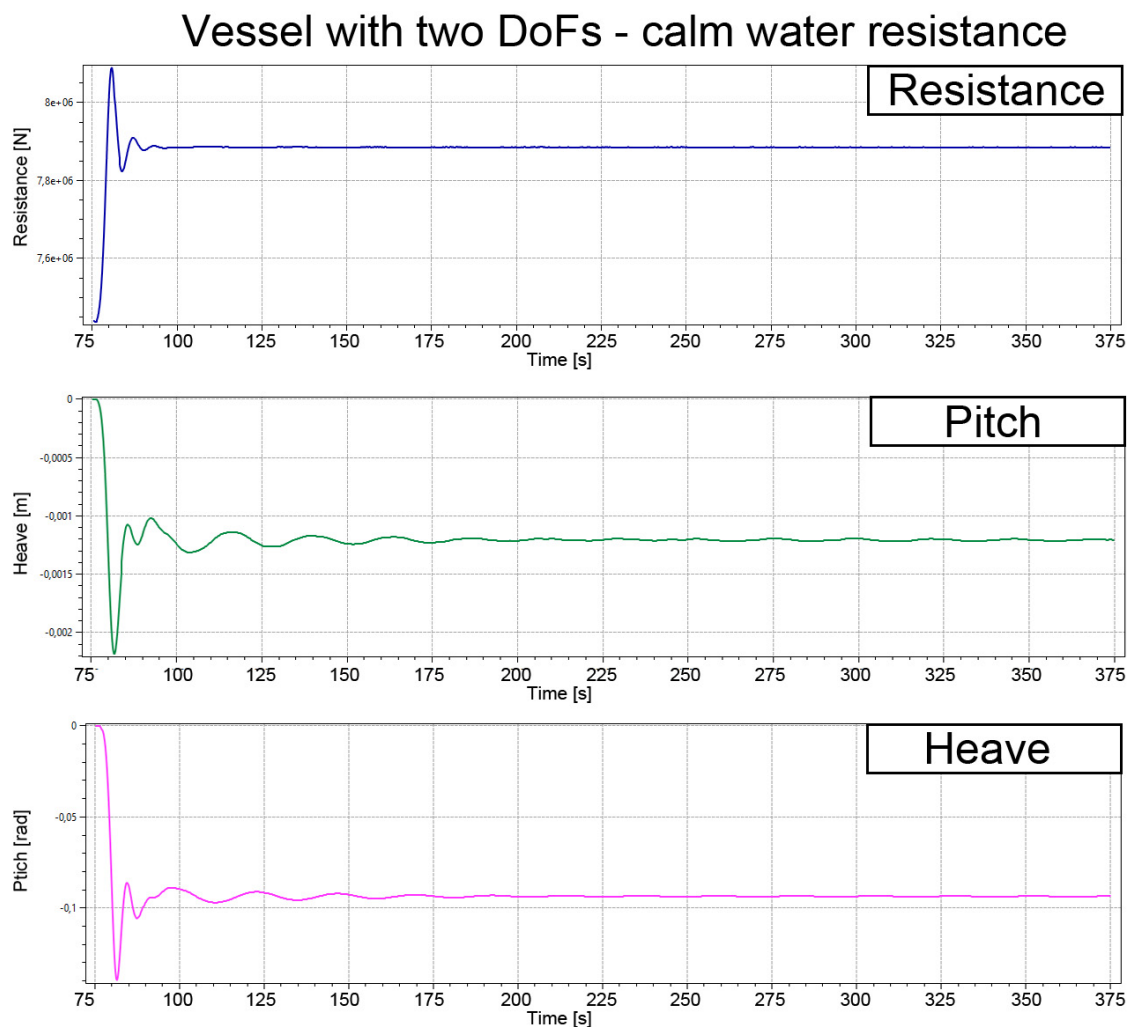 Vessel with two DoFs - calm water resistance
Resistance
Resistance [N]
8e+06
7,8e+06
7,6e+06
75 100 125 150 175 200 225 250 275 300 325 350 375
Time [s]
Pitch
Heave [m]
0
-0,0005
-0,001
-0,0015
-0,002
75 100 125 150 175 200 225 250 275 300 325 350 375
Time [s]
Heave
Ptich [rad]
0
-0,05
-0,1
75 100 125 150 175 200 225 250 275 300 325 350 375
Time [s]